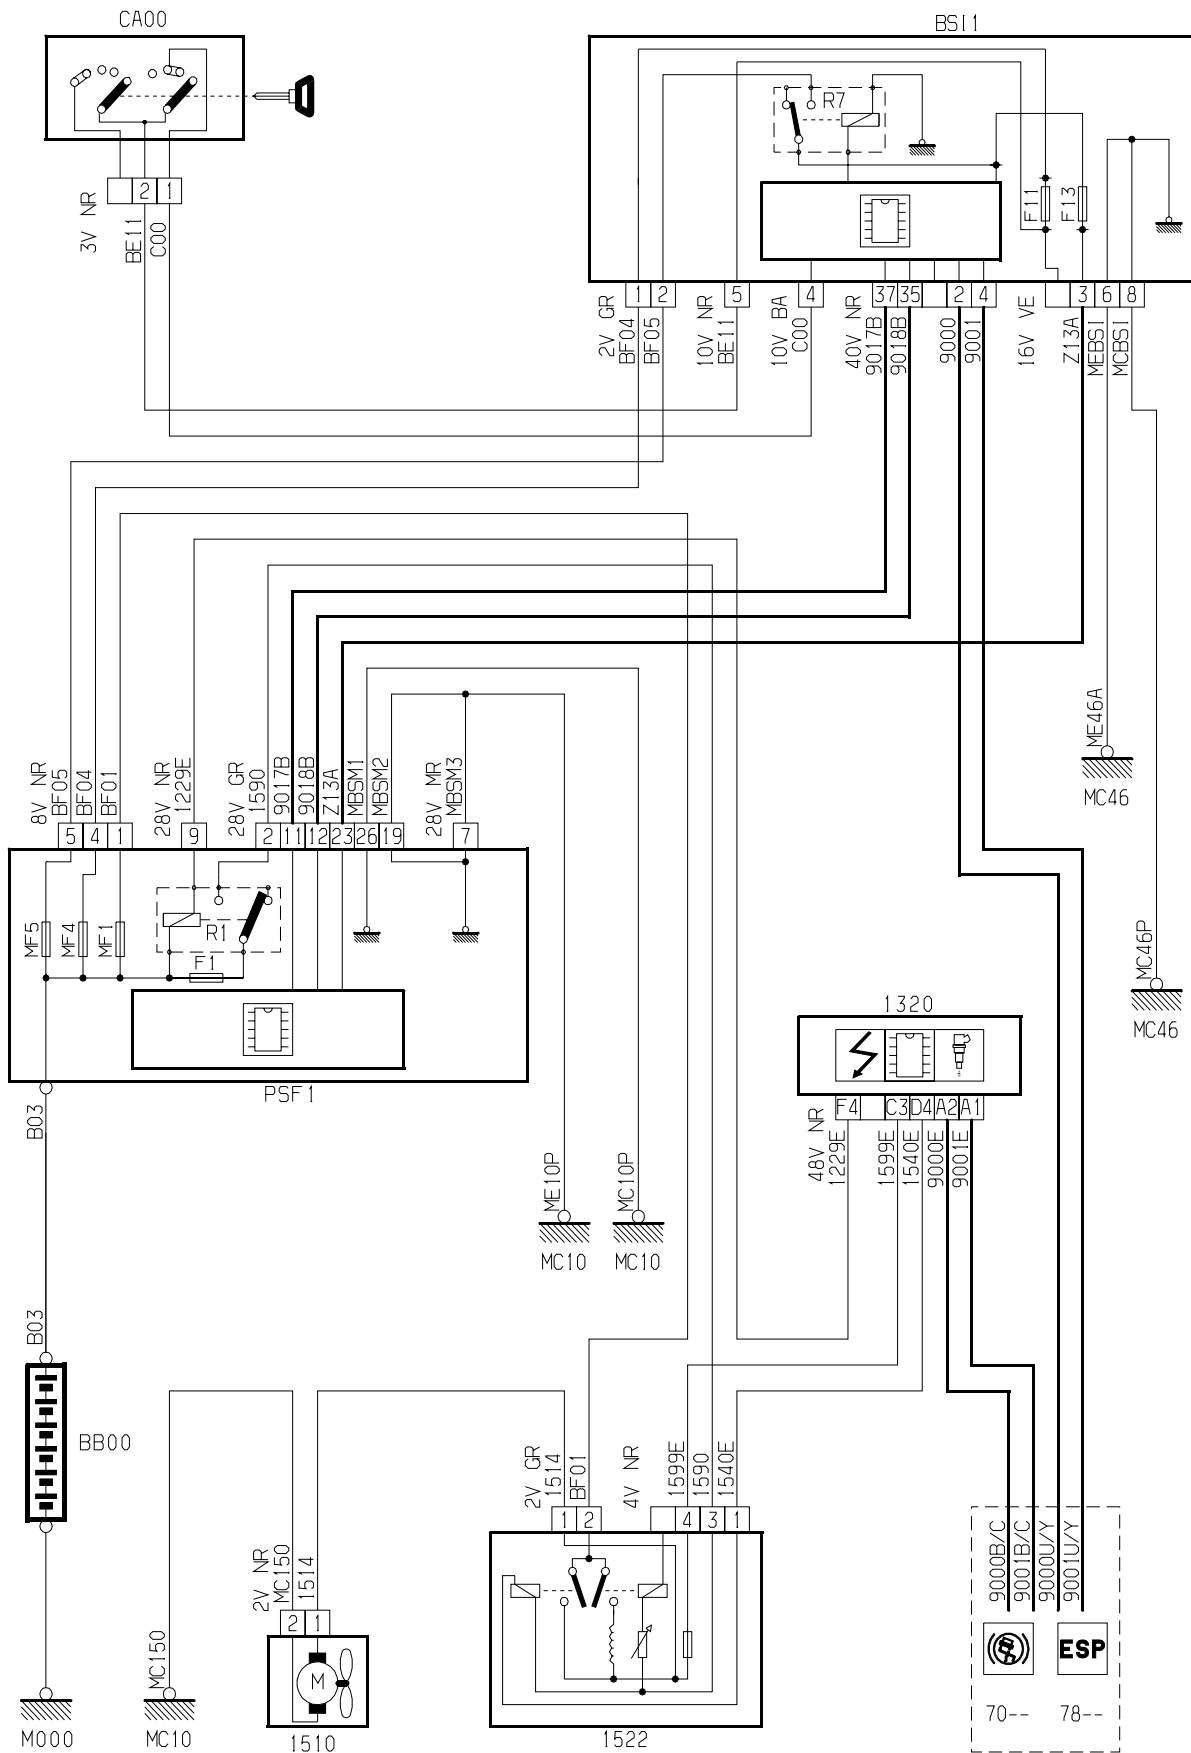 CA00
BSI1
R7
F11
F13
2 1
3V NR
BE11
C00
1 2 5 4 37 35 2 4 3 6 8
2V GR
BF04
BF05
10V NR
BE11
10V BA
C00
40V NR
9017B
9018B
9000
9001
16V VE
Z13A
MEBSI
MCBSI
ME46A
MC46
MC46P
MC46
8V NR
BF05
BF04
BF01
28V NR
1229E
28V GR
1590
9017B
9018B
Z13A
MBSM1
MBSM2
28V MR
MBSM3
5 4 1 9 2 11 12 23 26 19 7
MF5
MF4
MF1
R1
F1
PSF1
B03
B03
BB00
M000
1320
F4 C3 D4 A2 A1
48V NR
1229E
1599E
1540E
9000E
9001E
ME10P
MC10
MC10P
MC10
MC150
MC10
2V NR
MC150
1514
2 1
M
1510
2V GR
1514
BF01
4V NR
1599E
1590
1540E
1 2 4 3 1
1522
9000B/C
9001B/C
9000U/Y
9001U/Y
ESP
70--
78--